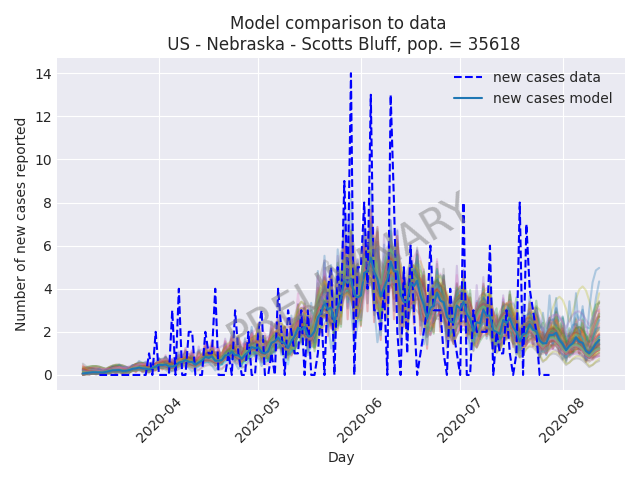 Model comparison to data
US - Nebraska - Scotts Bluff, pop. = 35618
new cases data
new cases model
PRELIMINARY
Number of new cases reported
14
12
10
8
6
4
2
0
2020-04
2020-05
2020-06
2020-07
2020-08
Day